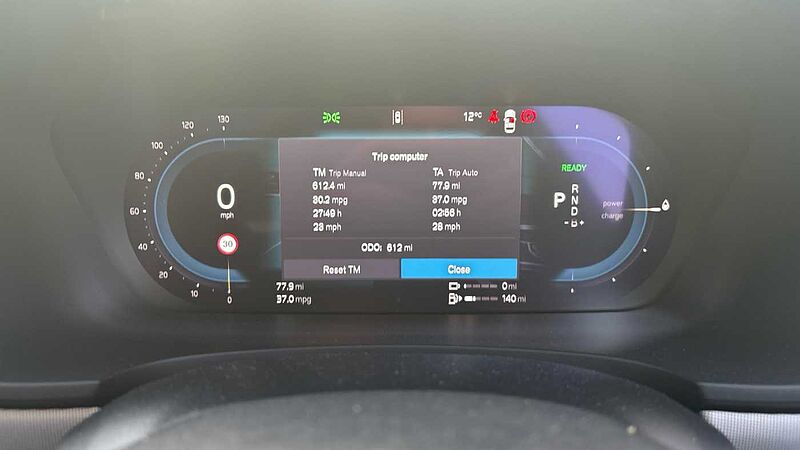 130
120
100
80
60
40
20
10
0
12°C
0
mph
30
Trip computer
TM Trip Manual TA Trip Auto
612.4 mi 77.9 mi
30.2 mpg 37.0 mpg
27:49 h 02:56 h
23 mph 28 mph
ODO: 612 mi
Reset TM Close
READY
P R
N
D
B
power
charge
77.9 mi 0 mi
37.0 mpg 140 mi